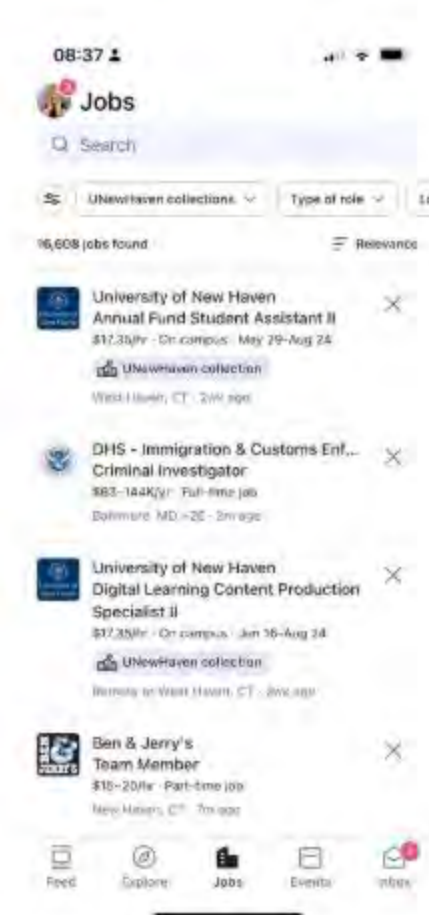 08:37
Jobs
Search
UNewHaven collections
Type of role
16,608 jobs found
Relevance
University of New Haven
Annual Fund Student Assistant II
$17.35/hr · On campus · May 29-Aug 24
UNewHaven collection
West Haven, CT · 2wk ago
DHS - Immigration & Customs Enf...
Criminal Investigator
$63-144K/yr · Full-time job
Baltimore, MD +26 · 2m ago
University of New Haven
Digital Learning Content Production
Specialist II
$17.35/hr · On campus · Jun 16-Aug 24
UNewHaven collection
Remote or West Haven, CT · 2wk ago
BEN & JERRY'S
Ben & Jerry's
Team Member
$15-20/hr · Part-time job
New Haven, CT · 7m ago
Feed
Explore
Jobs
Events
Inbox